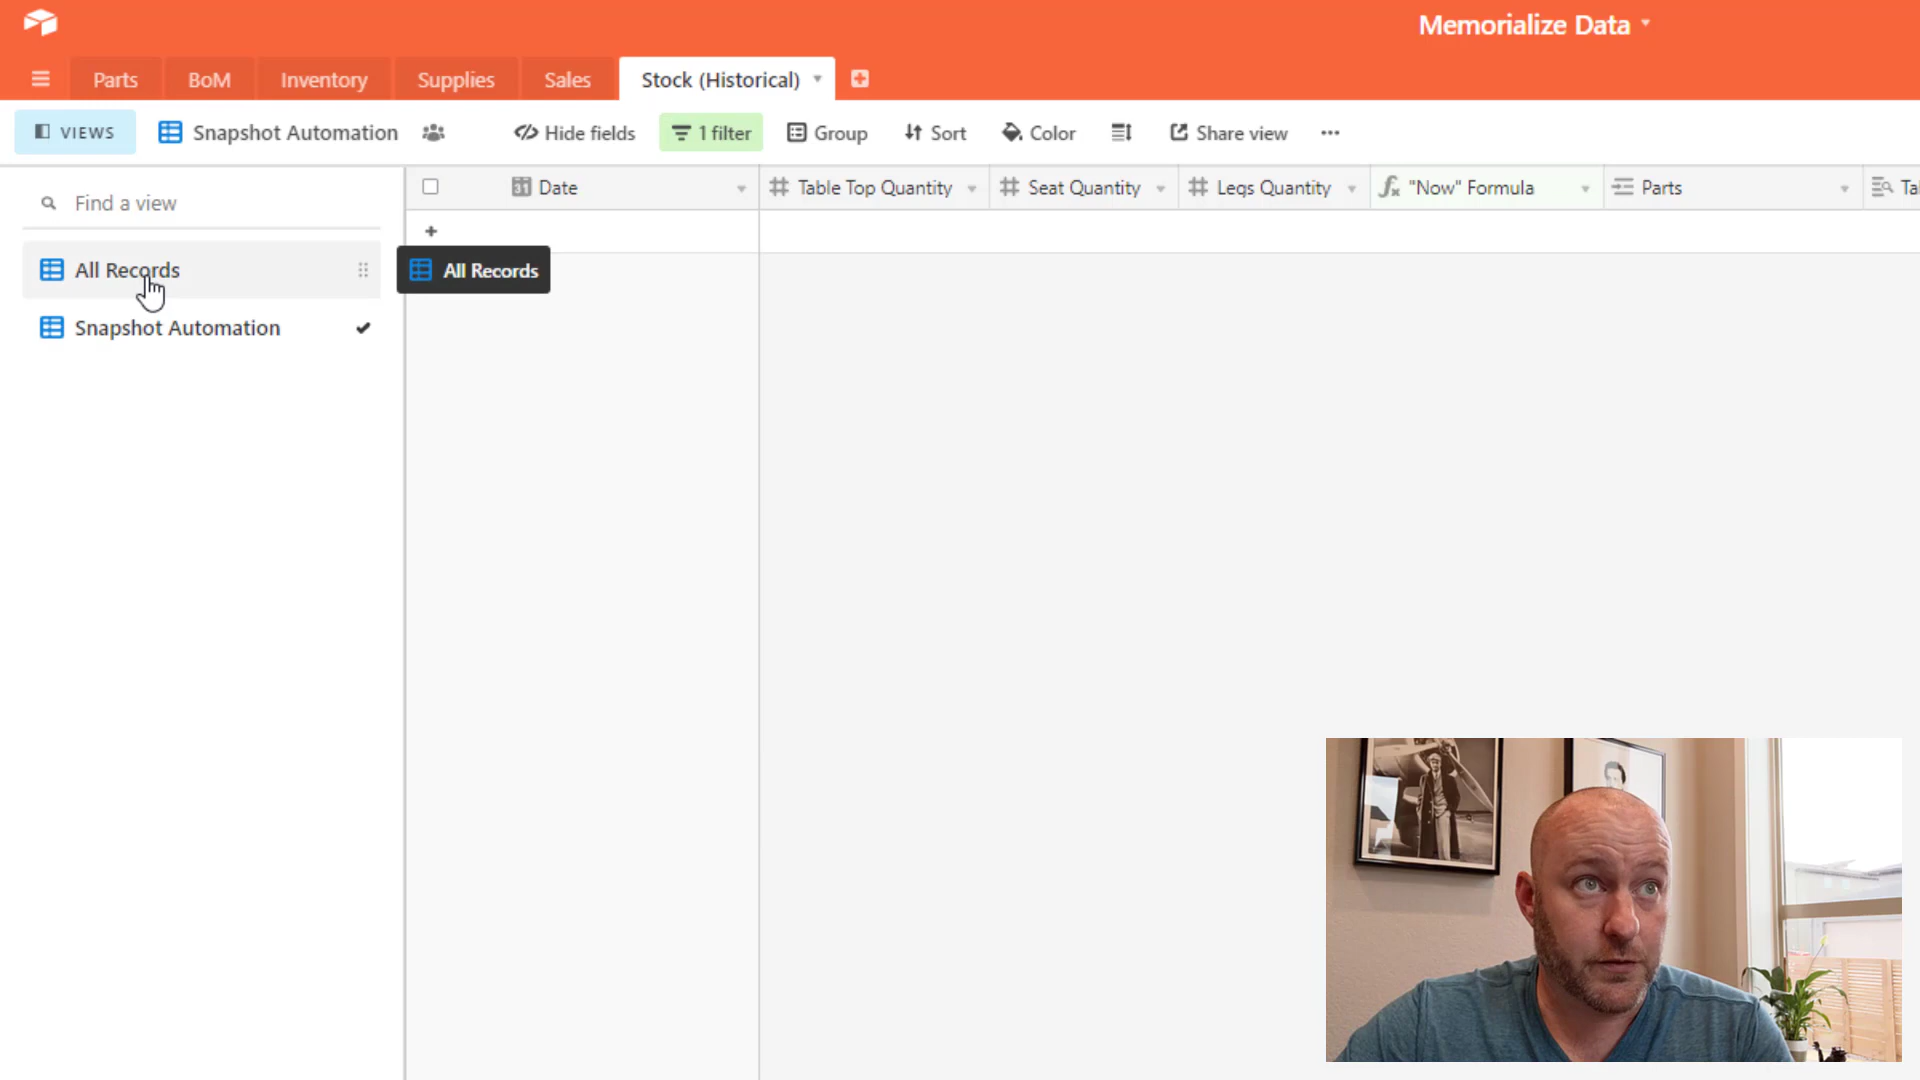 Memorialize Data
Parts BoM Inventory Supplies Sales Stock (Historical)
VIEWS Snapshot Automation Hide fields 1 filter Group Sort Color Share view
Find a view
Date Table Top Quantity Seat Quantity Legs Quantity "Now" Formula Parts
All Records
All Records
Snapshot Automation